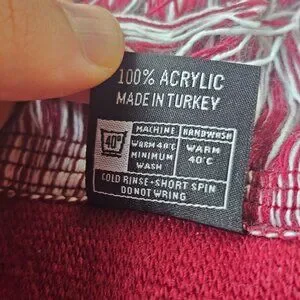 100% ACRYLIC
MADE IN TURKEY
MACHINE HANDWASH
40°
WARM 40°C
MINIMUM
WASH
WARM
40°C
COLD RINSE•SHORT SPIN
DO NOT WRING